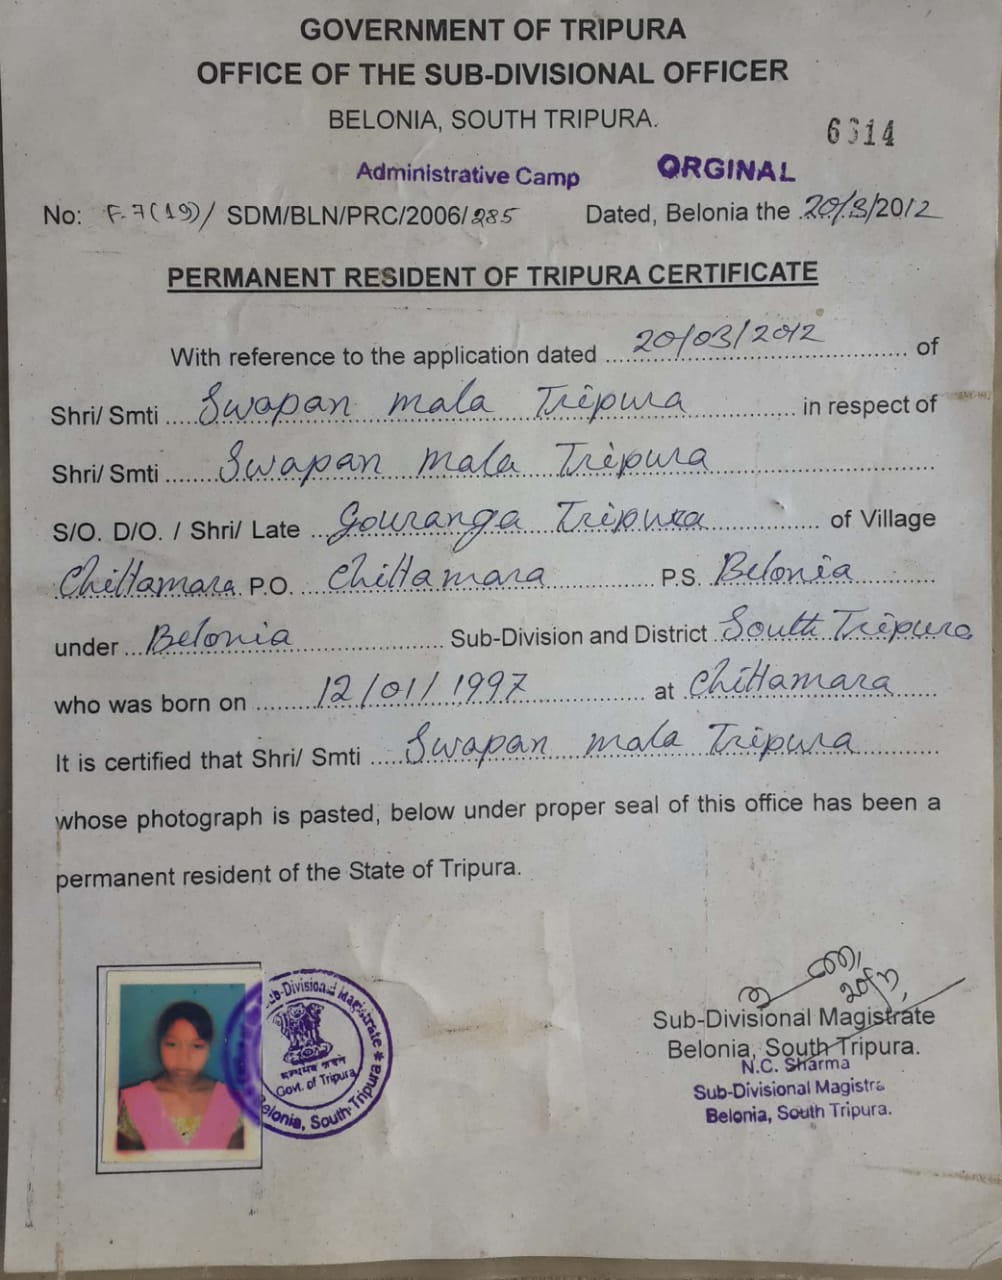 GOVERNMENT OF TRIPURA
OFFICE OF THE SUB-DIVISIONAL OFFICER
BELONIA, SOUTH TRIPURA.
6314
Administrative Camp ORGINAL
No: F.7(19)/ SDM/BLN/PRC/2006/285 Dated, Belonia the 20/3/2012
PERMANENT RESIDENT OF TRIPURA CERTIFICATE
With reference to the application dated 20/03/2012 of
Shri/ Smti Swapan mala Tripura in respect of
Shri/ Smti Swapan mala Tripura
S/O. D/O. / Shri/ Late Gouranga Tripura of Village
Chittamara P.O. Chittamara P.S. Belonia
under Belonia Sub-Division and District South Tripura
who was born on 12/01/1997 at Chittamara
It is certified that Shri/ Smti Swapan mala Tripura
whose photograph is pasted, below under proper seal of this office has been a
permanent resident of the State of Tripura.
Sub-Divisional Magistrate
सत्यमेव जयते
Govt. of Tripura
Belonia, South Tripura
20/3
Sub-Divisional Magistrate
Belonia, South Tripura.
N.C. Sharma
Sub-Divisional Magistra
Belonia, South Tripura.